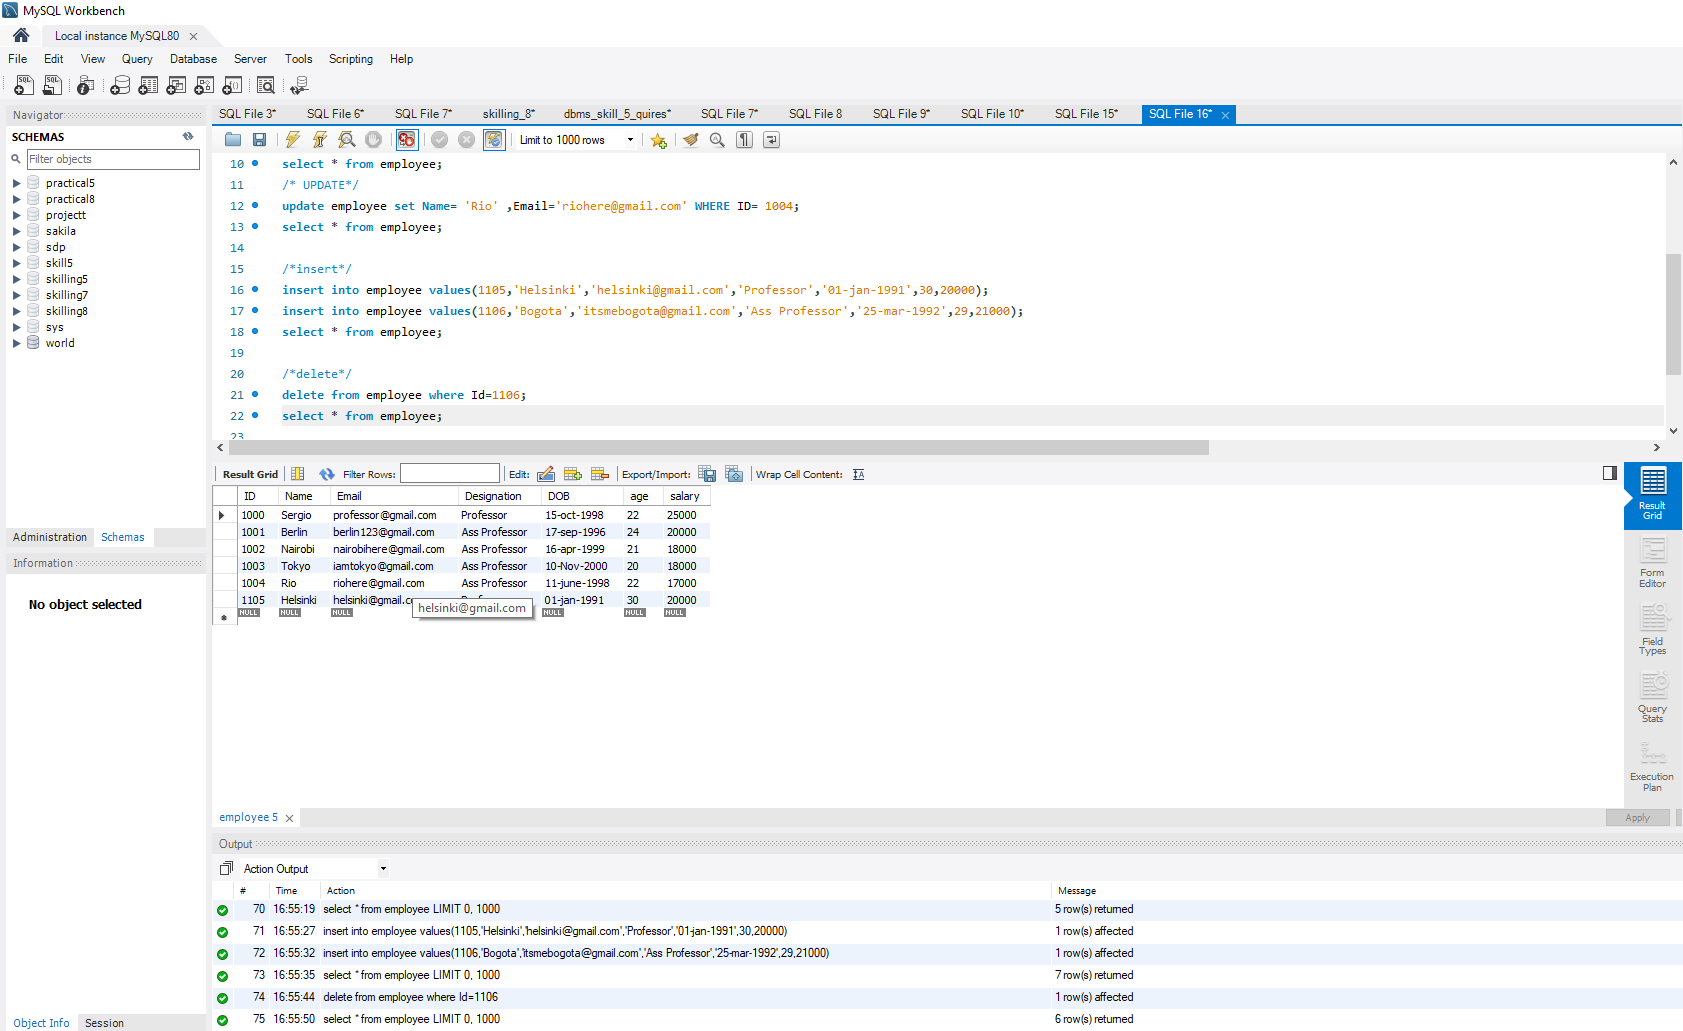 MySQL Workbench
Local instance MySQL80
File Edit View Query Database Server Tools Scripting Help
Navigator
SCHEMAS
Filter objects
practical5
practical8
projectt
sakila
sdp
skill5
skilling5
skilling7
skilling8
sys
world
Administration Schemas
Information
No object selected
Object Info Session
SQL File 3* SQL File 6* SQL File 7* skilling_8* dbms_skill_5_quires* SQL File 7* SQL File 8 SQL File 9* SQL File 10* SQL File 15* SQL File 16*
Limit to 1000 rows
10 select * from employee;
11 /* UPDATE*/
12 update employee set Name= 'Rio' ,Email='riohere@gmail.com' WHERE ID= 1004;
13 select * from employee;
14
15 /*insert*/
16 insert into employee values(1105,'Helsinki','helsinki@gmail.com','Professor','01-jan-1991',30,20000);
17 insert into employee values(1106,'Bogota','itsmebogota@gmail.com','Ass Professor','25-mar-1992',29,21000);
18 select * from employee;
19
20 /*delete*/
21 delete from employee where Id=1106;
22 select * from employee;
23
Result Grid Filter Rows: Edit: Export/Import: Wrap Cell Content:
ID Name Email Designation DOB age salary
1000 Sergio professor@gmail.com Professor 15-oct-1998 22 25000
1001 Berlin berlin123@gmail.com Ass Professor 17-sep-1996 24 20000
1002 Nairobi nairobihere@gmail.com Ass Professor 16-apr-1999 21 18000
1003 Tokyo iamtokyo@gmail.com Ass Professor 10-Nov-2000 20 18000
1004 Rio riohere@gmail.com Ass Professor 11-june-1998 22 17000
1105 Helsinki helsinki@gmail.co 01-jan-1991 30 20000
NULL NULL NULL NULL NULL NULL
helsinki@gmail.com
Result Grid
Form Editor
Field Types
Query Stats
Execution Plan
employee 5
Apply
Output
Action Output
# Time Action Message
70 16:55:19 select * from employee LIMIT 0, 1000 5 row(s) returned
71 16:55:27 insert into employee values(1105,'Helsinki','helsinki@gmail.com','Professor','01-jan-1991',30,20000) 1 row(s) affected
72 16:55:32 insert into employee values(1106,'Bogota','itsmebogota@gmail.com','Ass Professor','25-mar-1992',29,21000) 1 row(s) affected
73 16:55:35 select * from employee LIMIT 0, 1000 7 row(s) returned
74 16:55:44 delete from employee where Id=1106 1 row(s) affected
75 16:55:50 select * from employee LIMIT 0, 1000 6 row(s) returned